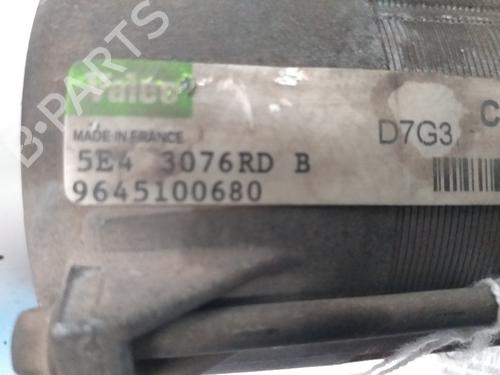 B-PARTS
Valeo
MADE IN FRANCE
D7G3
C
5E4 3076RD B
9645100680